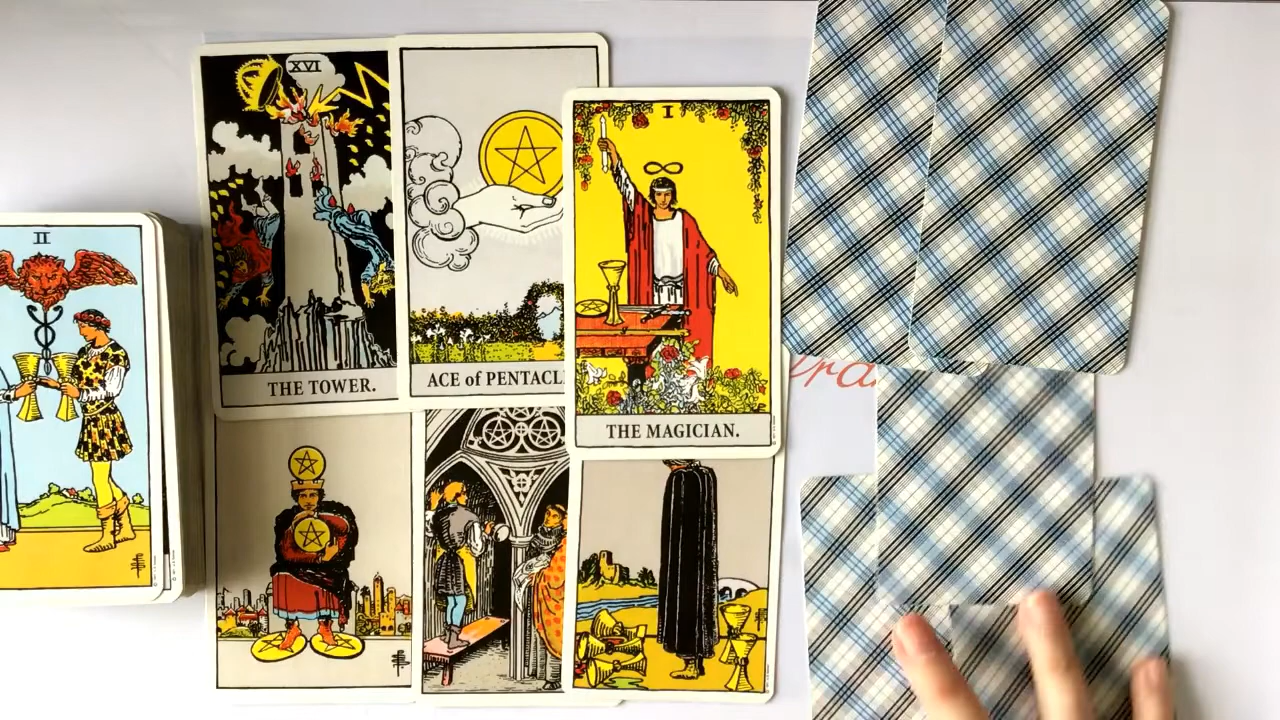 XVI
THE TOWER.
ACE of PENTACL
I
THE MAGICIAN.
II